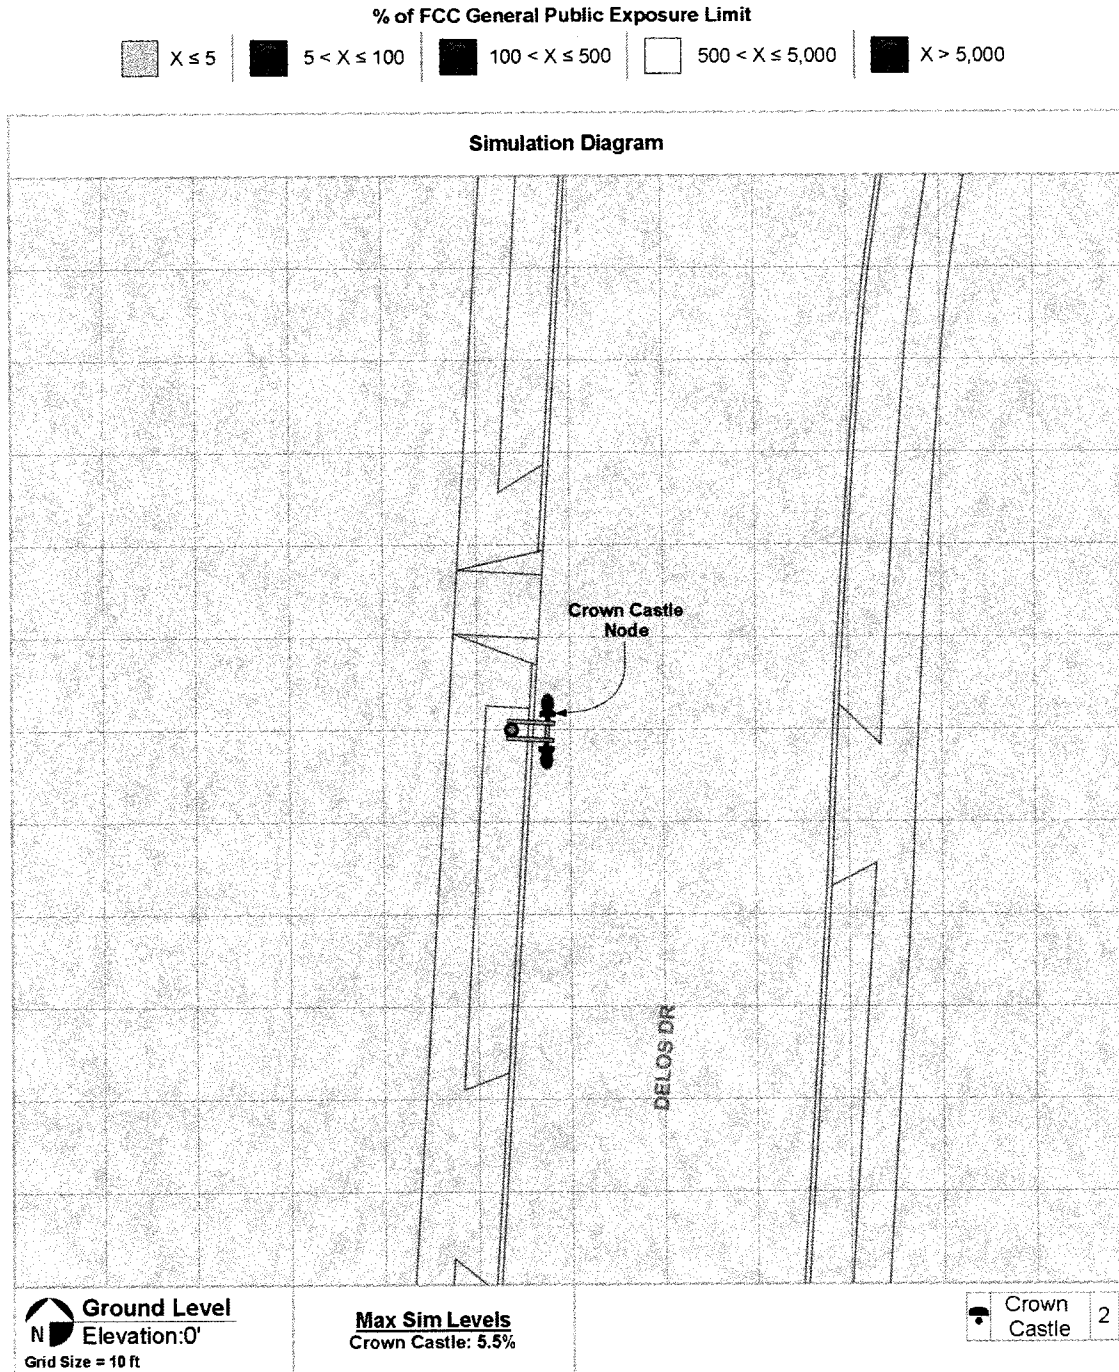 % of FCC General Public Exposure Limit
X ≤ 5
5 < X ≤ 100
100 < X ≤ 500
500 < X ≤ 5,000
X > 5,000
Simulation Diagram
Crown Castle
Node
DELOS DR
N
Ground Level
Elevation:0'
Grid Size = 10 ft
Max Sim Levels
Crown Castle: 5.5%
Crown
Castle
2